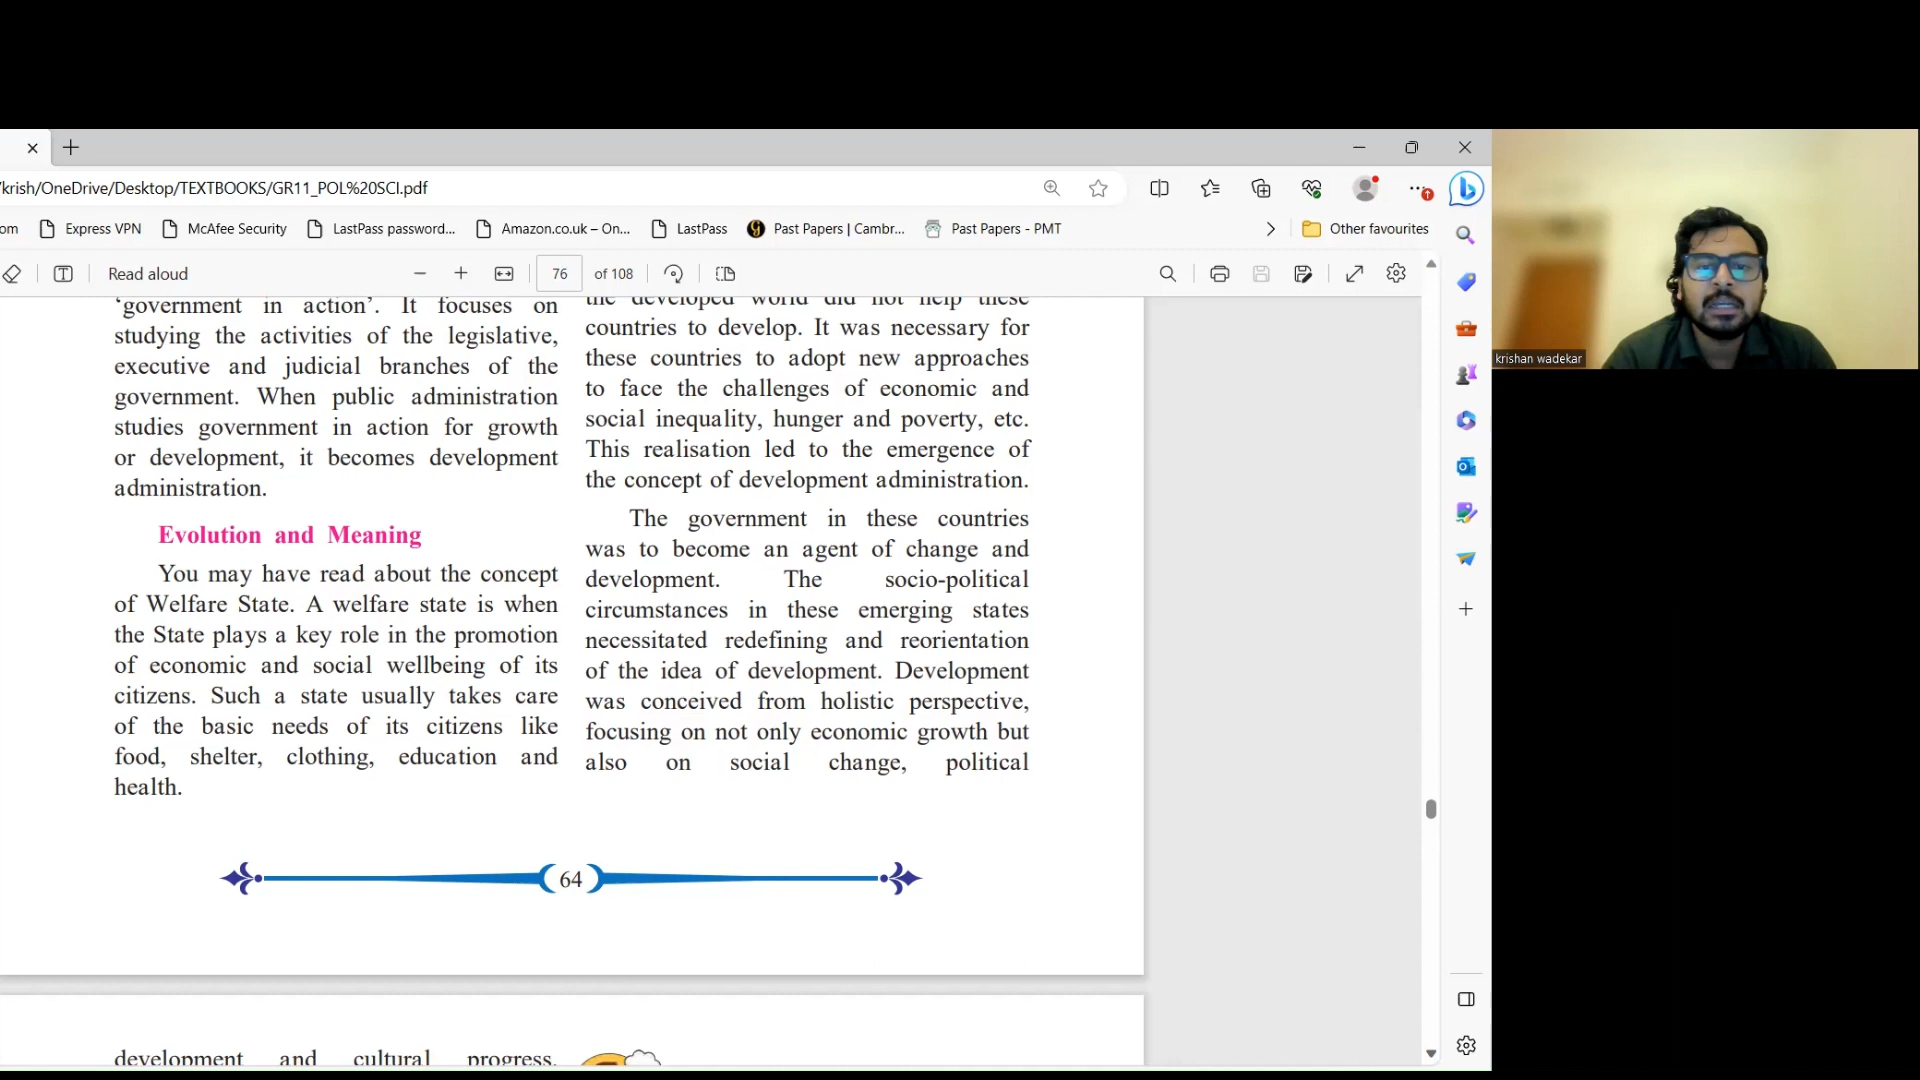 /krish/OneDrive/Desktop/TEXTBOOKS/GR11_POL%20SCI.pdf
om Express VPN McAfee Security LastPass password... Amazon.co.uk – On... LastPass Past Papers | Cambr... Past Papers - PMT Other favourites
Read aloud 76 of 108
‘government in action’. It focuses on
studying the activities of the legislative,
executive and judicial branches of the
government. When public administration
studies government in action for growth
or development, it becomes development
administration.
Evolution and Meaning
You may have read about the concept
of Welfare State. A welfare state is when
the State plays a key role in the promotion
of economic and social wellbeing of its
citizens. Such a state usually takes care
of the basic needs of its citizens like
food, shelter, clothing, education and
health.
the developed world did not help these
countries to develop. It was necessary for
these countries to adopt new approaches
to face the challenges of economic and
social inequality, hunger and poverty, etc.
This realisation led to the emergence of
the concept of development administration.
The government in these countries
was to become an agent of change and
development. The socio-political
circumstances in these emerging states
necessitated redefining and reorientation
of the idea of development. Development
was conceived from holistic perspective,
focusing on not only economic growth but
also on social change, political
64
development and cultural progress.
krishan wadekar